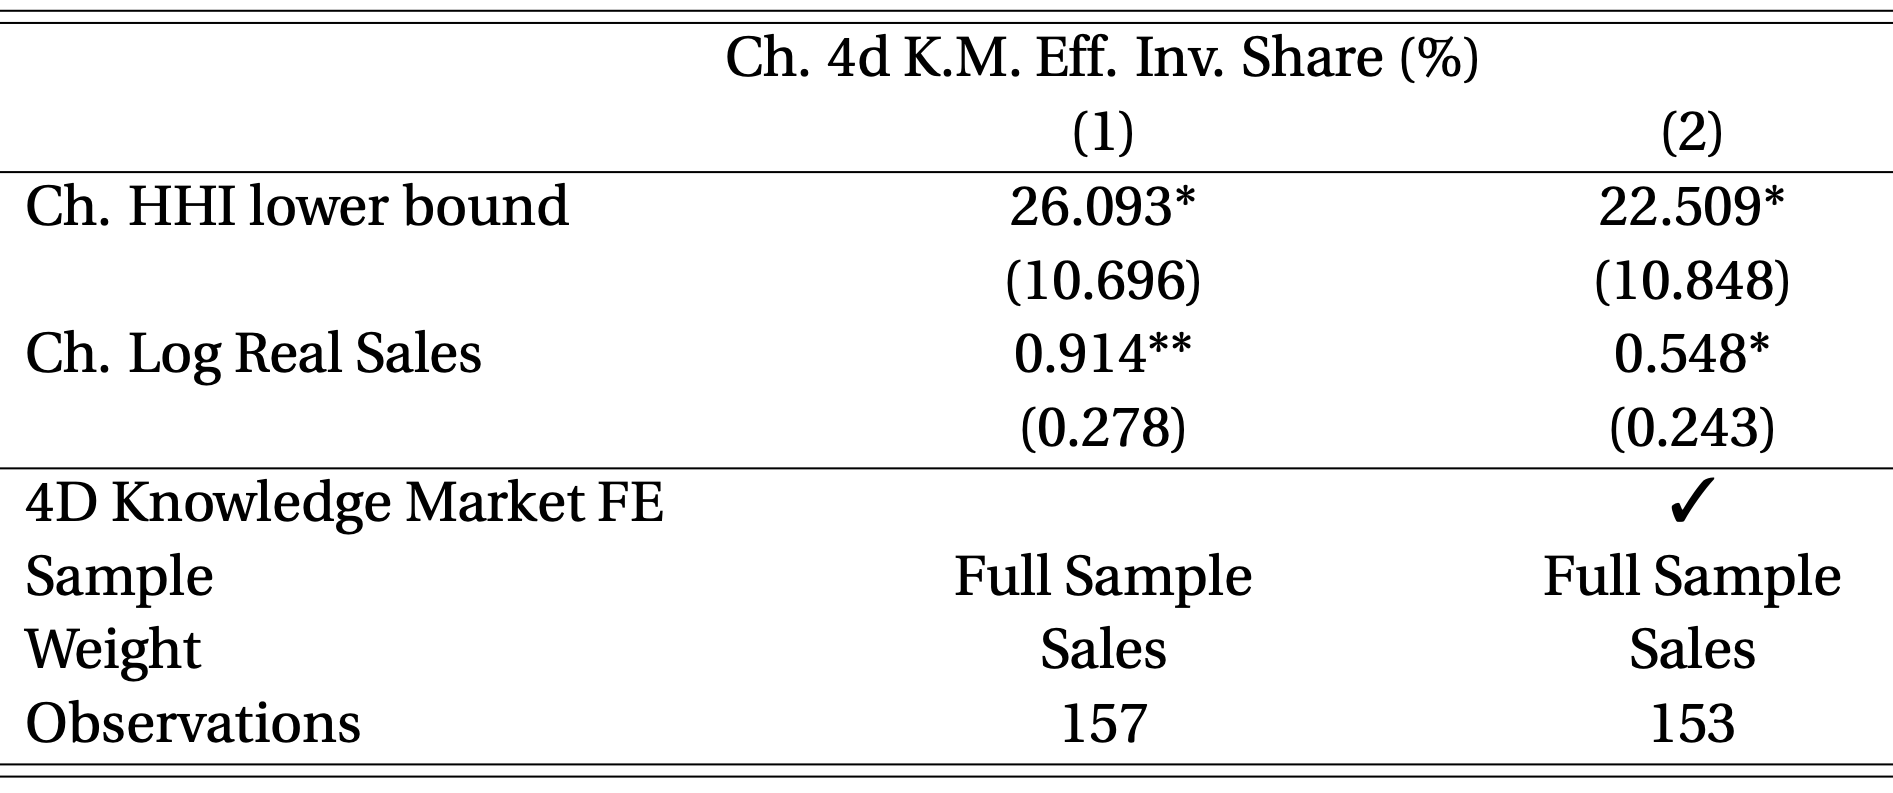 Ch. 4d K.M. Eff. Inv. Share (%)
(1) (2)
Ch. HHI lower bound 26.093* 22.509*
(10.696) (10.848)
Ch. Log Real Sales 0.914** 0.548*
(0.278) (0.243)
4D Knowledge Market FE ✓
Sample Full Sample Full Sample
Weight Sales Sales
Observations 157 153